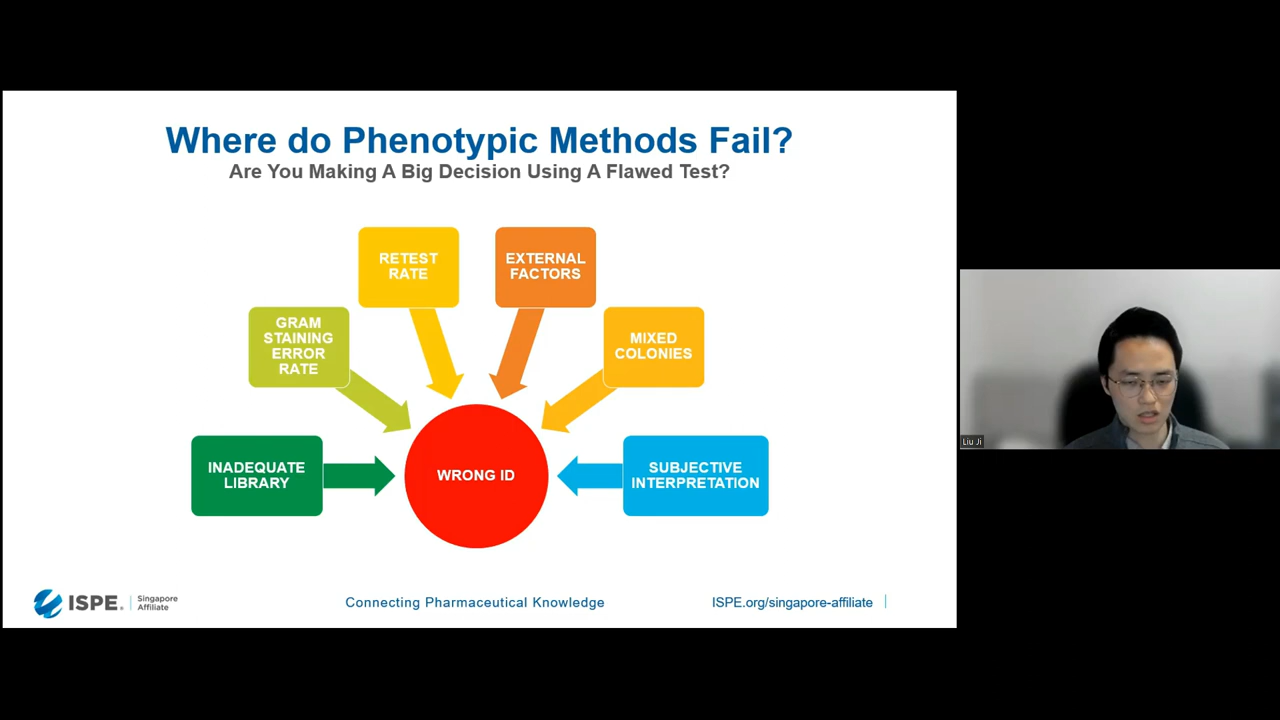 Where do Phenotypic Methods Fail?
Are You Making A Big Decision Using A Flawed Test?
RETEST
RATE
EXTERNAL
FACTORS
GRAM
STAINING
ERROR
RATE
MIXED
COLONIES
INADEQUATE
LIBRARY
WRONG ID
SUBJECTIVE
INTERPRETATION
ISPE®
Singapore
Affiliate
Connecting Pharmaceutical Knowledge
ISPE.org/singapore-affiliate
Liu Ji